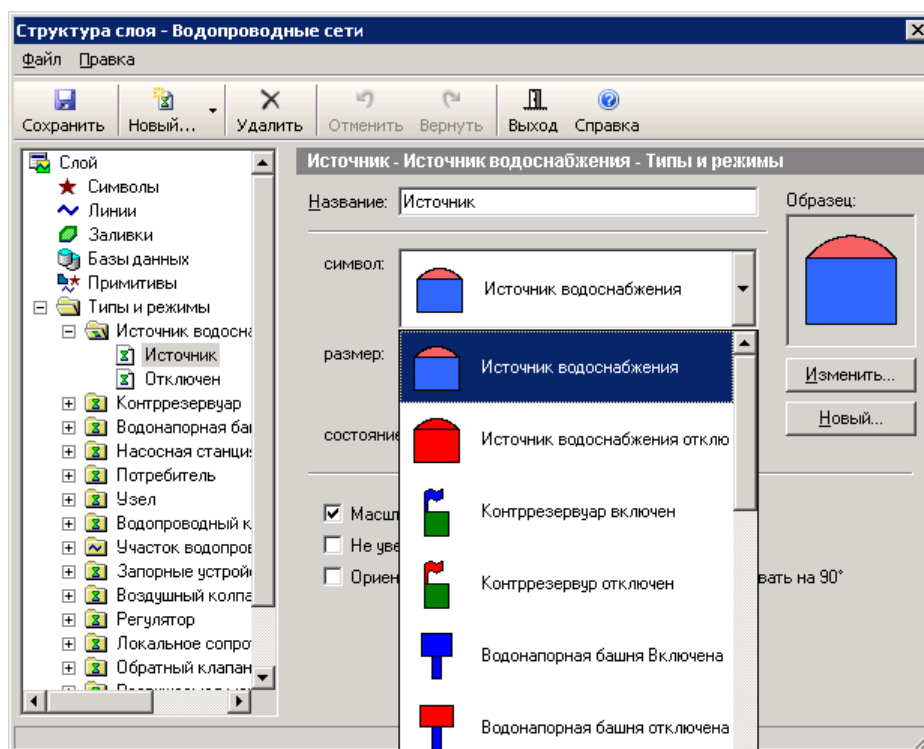 Структура слоя - Водопроводные сети
Файл Правка
Сохранить Новый... Удалить Отменить Вернуть Выход Справка
Слой
Символы
Линии
Заливки
Базы данных
Примитивы
Типы и режимы
Источник водосна
Источник
Отключен
Контррезервуар
Водонапорная ба
Насосная станци
Потребитель
Узел
Водопроводный к
Участок водопров
Запорные устрой
Воздушный колпа
Регулятор
Локальное сопро
Обратный клапан
Источник - Источник водоснабжения - Типы и режимы
Название: Источник
Образец:
символ: Источник водоснабжения
размер:
состояние
Источник водоснабжения
Источник водоснабжения отклю
Контррезервуар включен
Контррезервур отключен
Водонапорная башня Включена
Водонапорная башня отключена
Изменить...
Новый...
Масш
Не уве
Ориен вать на 90°